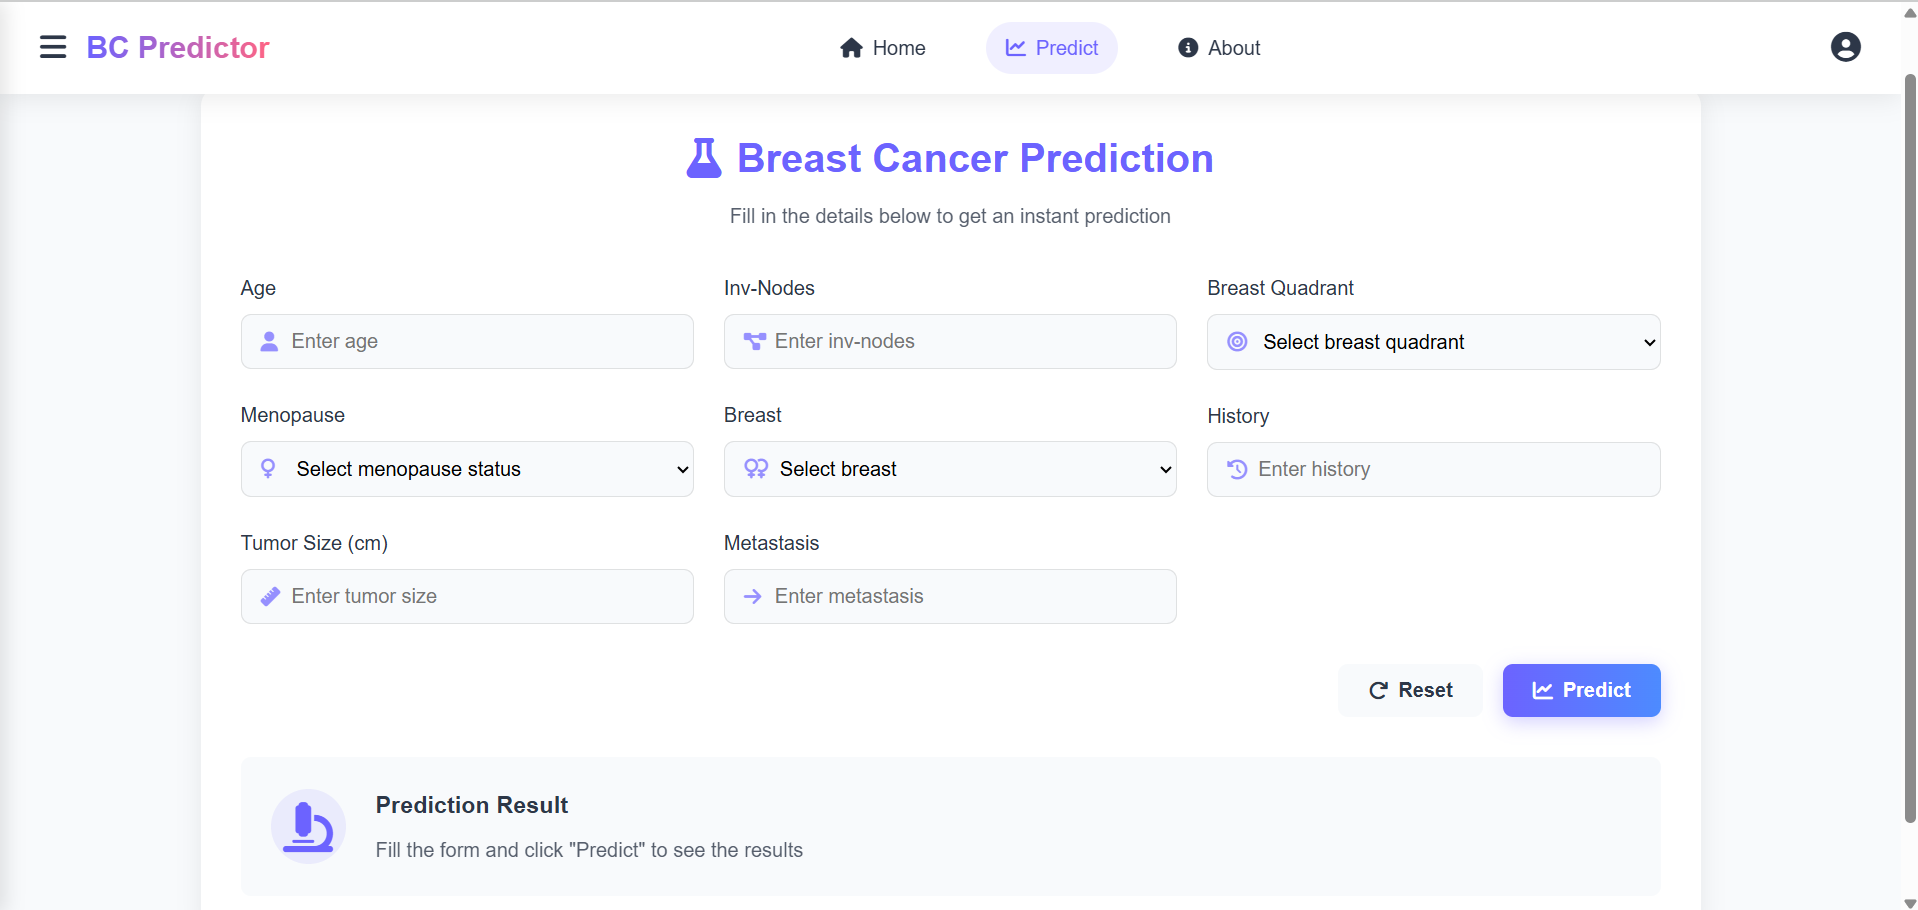 BC Predictor
Home
Predict
About
Breast Cancer Prediction
Fill in the details below to get an instant prediction
Age
Inv-Nodes
Breast Quadrant
Enter age
Enter inv-nodes
Select breast quadrant
Menopause
Breast
History
Select menopause status
Select breast
Enter history
Tumor Size (cm)
Metastasis
Enter tumor size
Enter metastasis
Reset
Predict
Prediction Result
Fill the form and click "Predict" to see the results